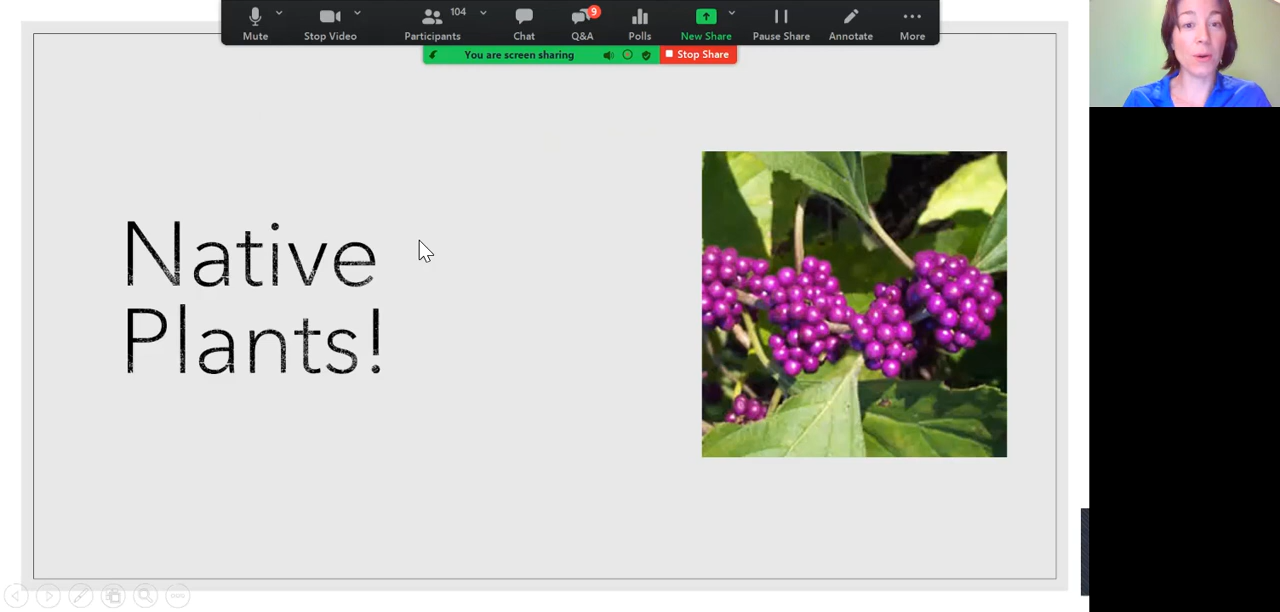 104
9
Mute
Stop Video
Participants
Chat
Q&A
Polls
New Share
Pause Share
Annotate
More
You are screen sharing
Stop Share
Native
Plants!